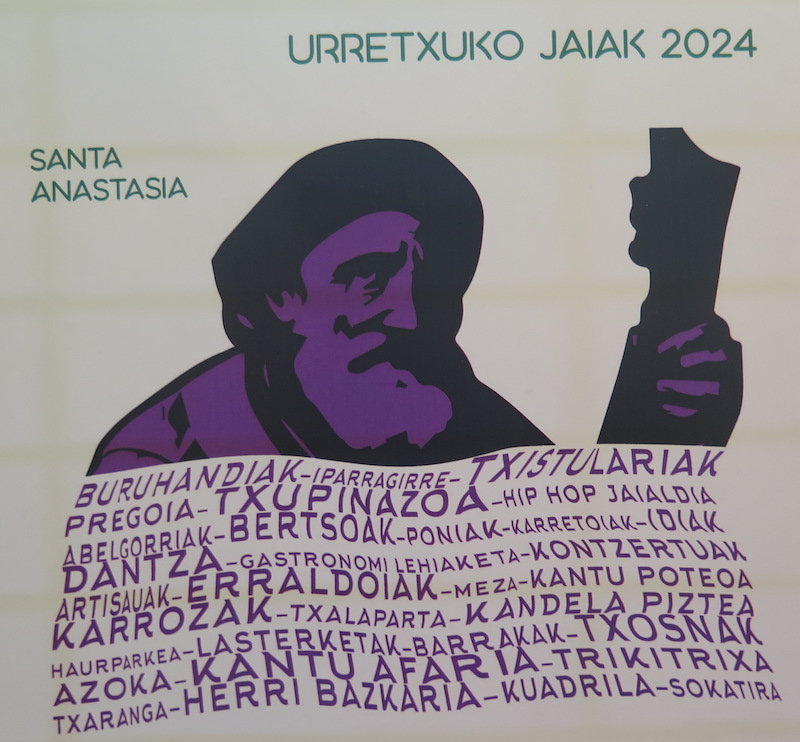 URRETXUKO JAIAK 2024
SANTA
ANASTASIA
BURUHANDIAK-IPARRAGIRRE-TXISTULARIAK
PREGOIA-TXUPINAZOA-HIP HOP JAIALDIA
ABELGORRIAK-BERTSOAK-PONIAK-KARRETOIAK-IDIAK
DANTZA-GASTRONOMI LEHIAKETA-KONTZERTUAK
ARTISAUAK-ERRALDOIAK-MEZA-KANTU POTEOA
KARROZAK-TXALAPARTA-KANDELA PIZTEA
HAURPARKEA-LASTERKETAK-BARRAKAK-TXOSNAK
AZOKA-KANTU AFARIA-TRIKITRIXA
TXARANGA-HERRI BAZKARIA-KUADRILA-SOKATIRA